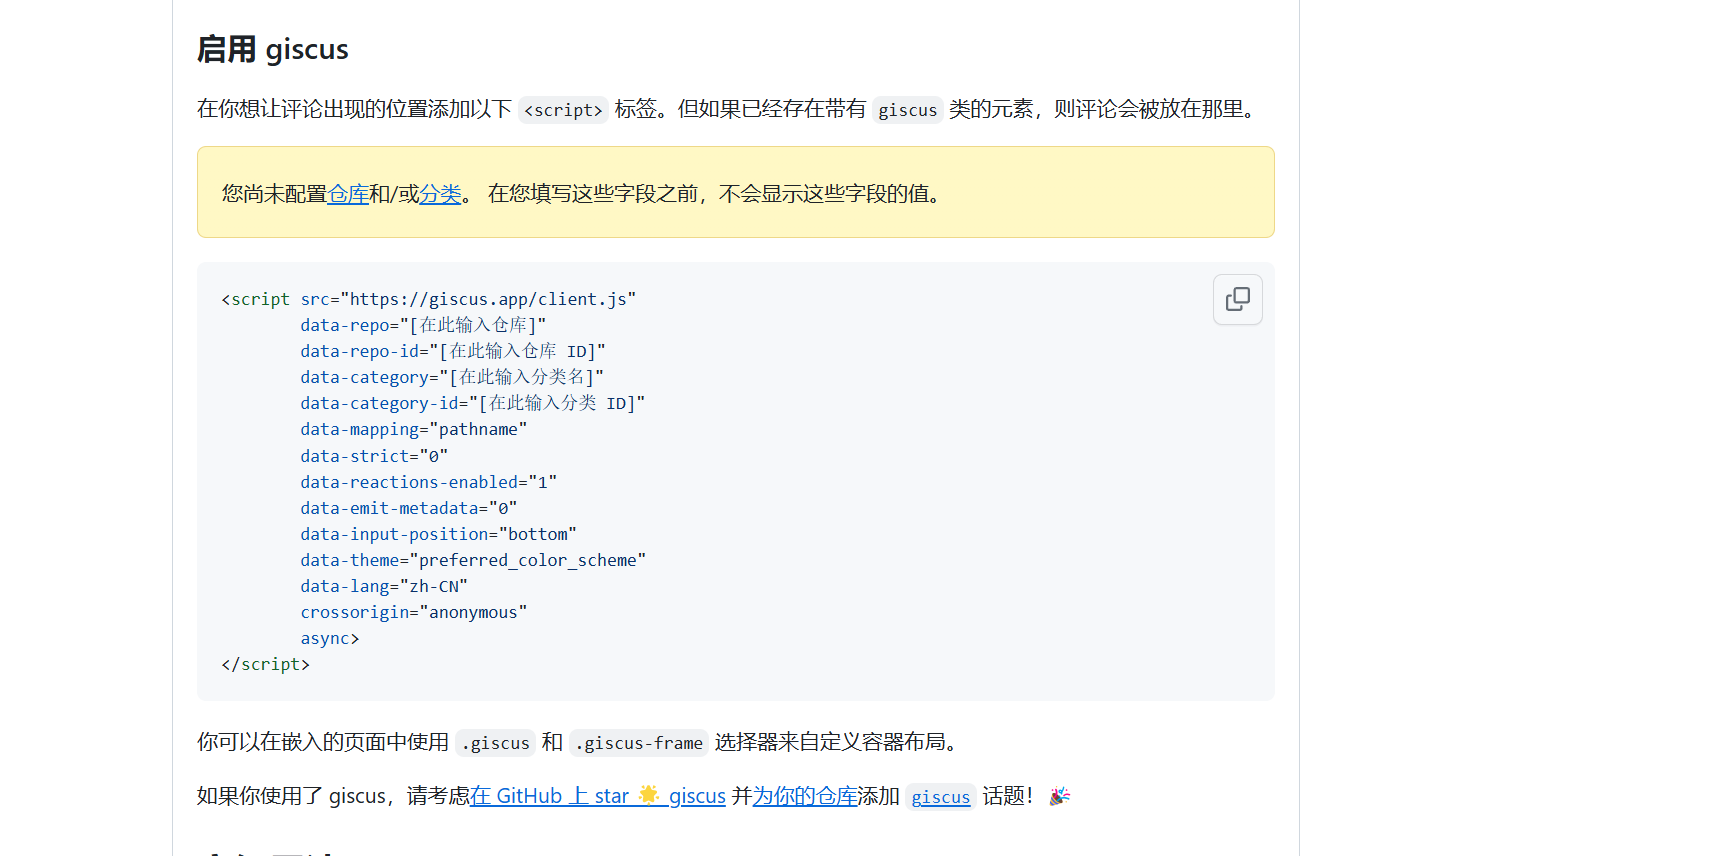 启用 giscus
在你想让评论出现的位置添加以下 <script> 标签。但如果已经存在带有 giscus 类的元素，则评论会被放在那里。
您尚未配置仓库和/或分类。 在您填写这些字段之前，不会显示这些字段的值。
<script src="https://giscus.app/client.js"
data-repo="[在此输入仓库]"
data-repo-id="[在此输入仓库 ID]"
data-category="[在此输入分类名]"
data-category-id="[在此输入分类 ID]"
data-mapping="pathname"
data-strict="0"
data-reactions-enabled="1"
data-emit-metadata="0"
data-input-position="bottom"
data-theme="preferred_color_scheme"
data-lang="zh-CN"
crossorigin="anonymous"
async>
</script>
你可以在嵌入的页面中使用 .giscus 和 .giscus-frame 选择器来自定义容器布局。
如果你使用了 giscus，请考虑在 GitHub 上 star 🌟 giscus 并为你的仓库添加 giscus 话题！🎉